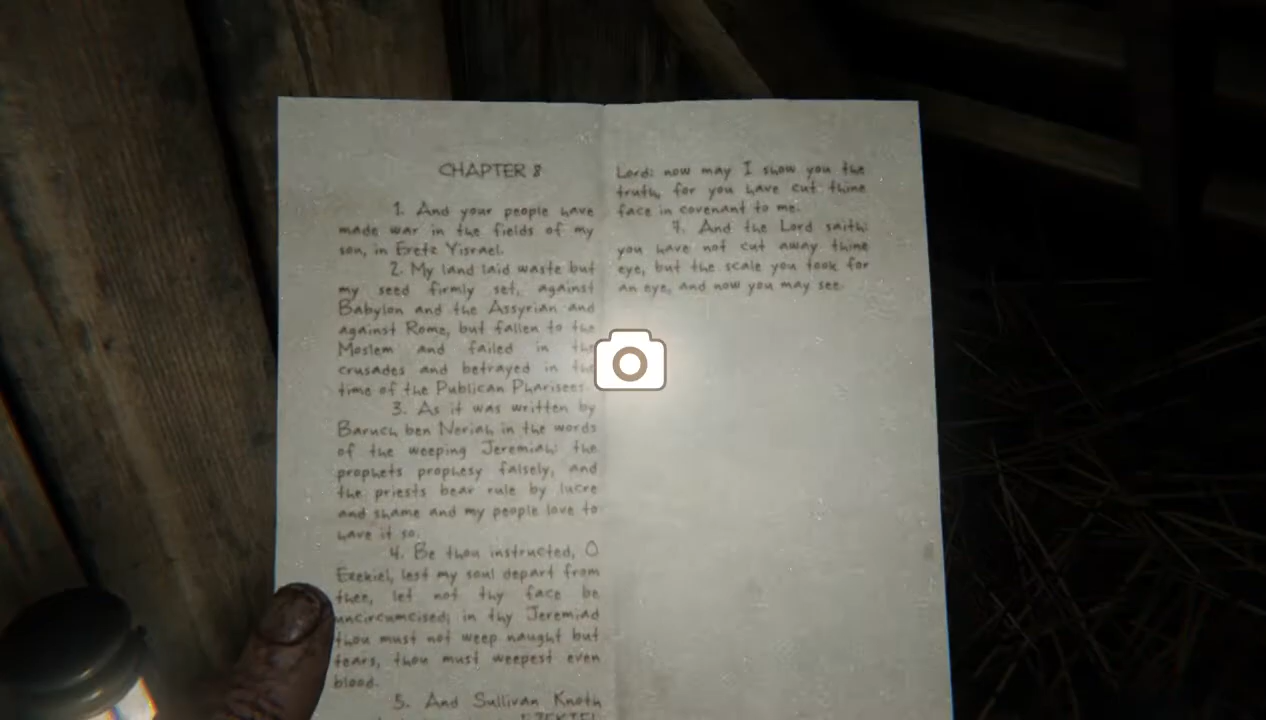 CHAPTER 8
1. And your people have
made war in the fields of my
son, in Eretz Yisrael.
2. My land laid waste but
my seed firmly set, against
Babylon and the Assyrian and
against Rome, but fallen to the
Moslem and failed in the
crusades and betrayed in the
time of the Publican Pharisees.
3. As it was written by
Baruch ben Neriah in the words
of the weeping Jeremiah: the
prophets prophesy falsely, and
the priests bear rule by lucre
and shame and my people love to
have it so.
4. Be thou instructed, O
Ezekiel, lest my soul depart from
thee, let not thy face be
uncircumcised; in thy Jeremiad
thou must not weep naught but
tears, thou must weepest even
blood.
5. And Sullivan Knoth
EZEKIEL
Lord: now may I show you the
truth, for you have cut thine
face in covenant to me.
7. And the Lord saith:
you have not cut away thine
eye, but the scale you took for
an eye, and now you may see.